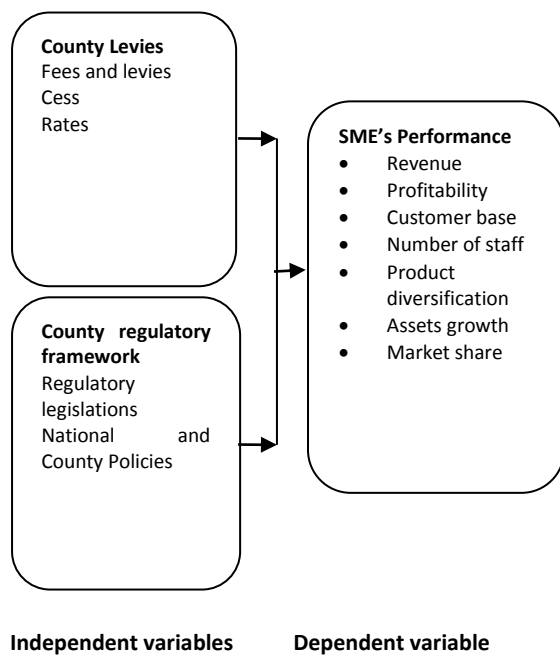 County Levies
Fees and levies
Cess
Rates
County regulatory
framework
Regulatory
legislations
National and
County Policies
SME's Performance
• Revenue
• Profitability
• Customer base
• Number of staff
• Product
diversification
• Assets growth
• Market share
Independent variables
Dependent variable